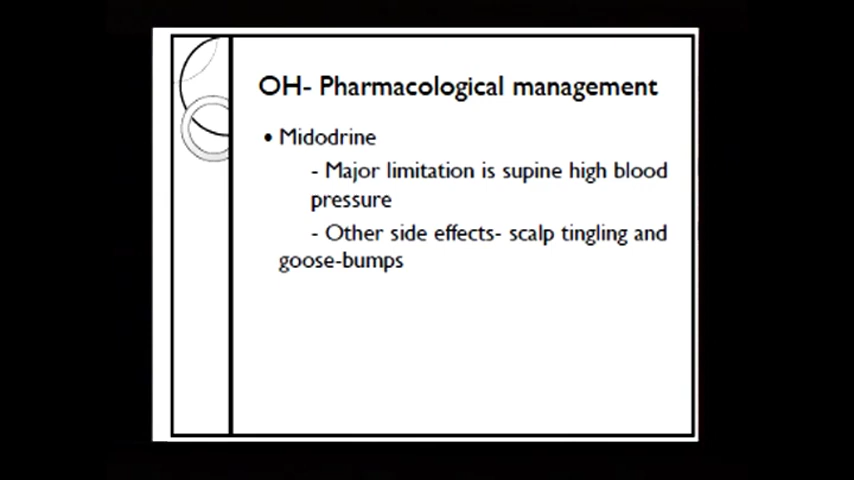 OH- Pharmacological management
• Midodrine
- Major limitation is supine high blood
pressure
- Other side effects- scalp tingling and
goose-bumps